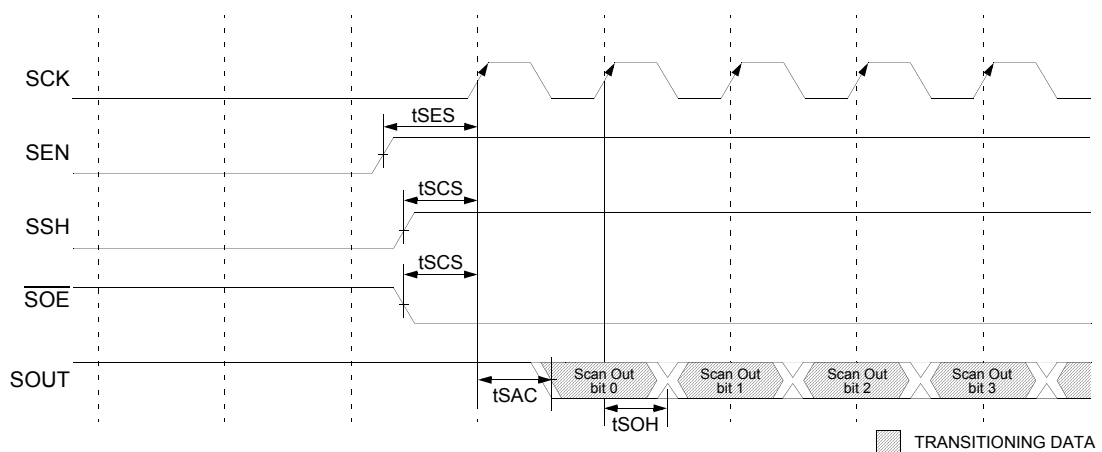 SCK
tSES
SEN
tSCS
SSH
tSCS
SOE
SOUT
Scan Out
bit 0
Scan Out
bit 1
Scan Out
bit 2
Scan Out
bit 3
tSAC
tSOH
TRANSITIONING DATA